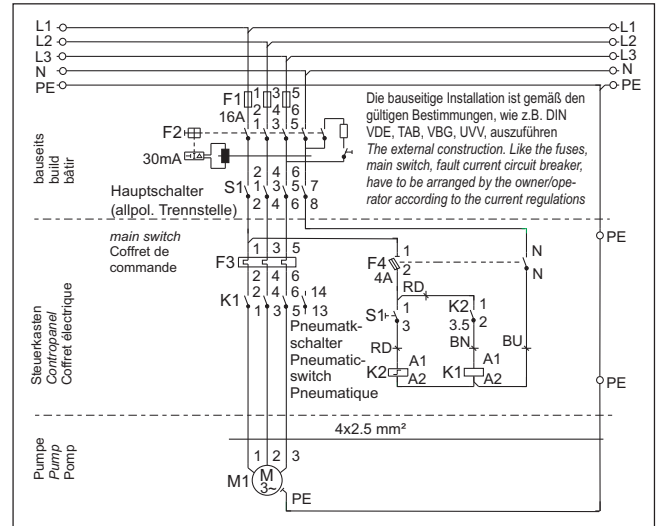 L1 L1
L2 L2
L3 L3
N N
PE PE
F1 1 3 5
16A 2 4 6
F2 1 3 5
30mA
2 4 6
Hauptschalter S1 1 3 5 7
(allpol. Trennstelle) 2 4 6 8
Die bauseitige Installation ist gemäß den
gültigen Bestimmungen, wie z.B. DIN
VDE, TAB, VBG, UVV, auszuführen
The external construction. Like the fuses,
main switch, fault current circuit breaker,
have to be arranged by the owner/ope-
rator according to the current regulations
bauseits
build
bâtir
main switch
Coffret de
commande
1 3 5
F3
2 4 6
K1 2 4 6 14
1 3 5 13
Pneumatk-
schalter
Pneumatic-
switch
Pneumatique
F4 1
4A 2
N
N
PE
RD
S1 1
3
K2 1
3.5 2
RD BN BU
K2 A1
A2
K1 A1
A2
PE
Steuerkasten
Contropanel
Coffret électrique
4x2.5 mm²
Pumpe
Pump
Pomp
1 2 3
M1 M
3~
PE